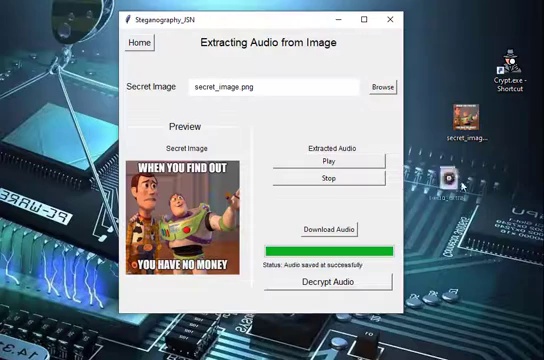 Steganography_JSN
Home
Extracting Audio from Image
Secret Image
secret_image.png
Browse
Preview
Secret Image
WHEN YOU FIND OUT
YOU HAVE NO MONEY
Extracted Audio
Play
Stop
Download Audio
Status: Audio saved at successfully
Decrypt Audio
Crypt.exe -
Shortcut
secret_imag...
PC-WARE
CPU